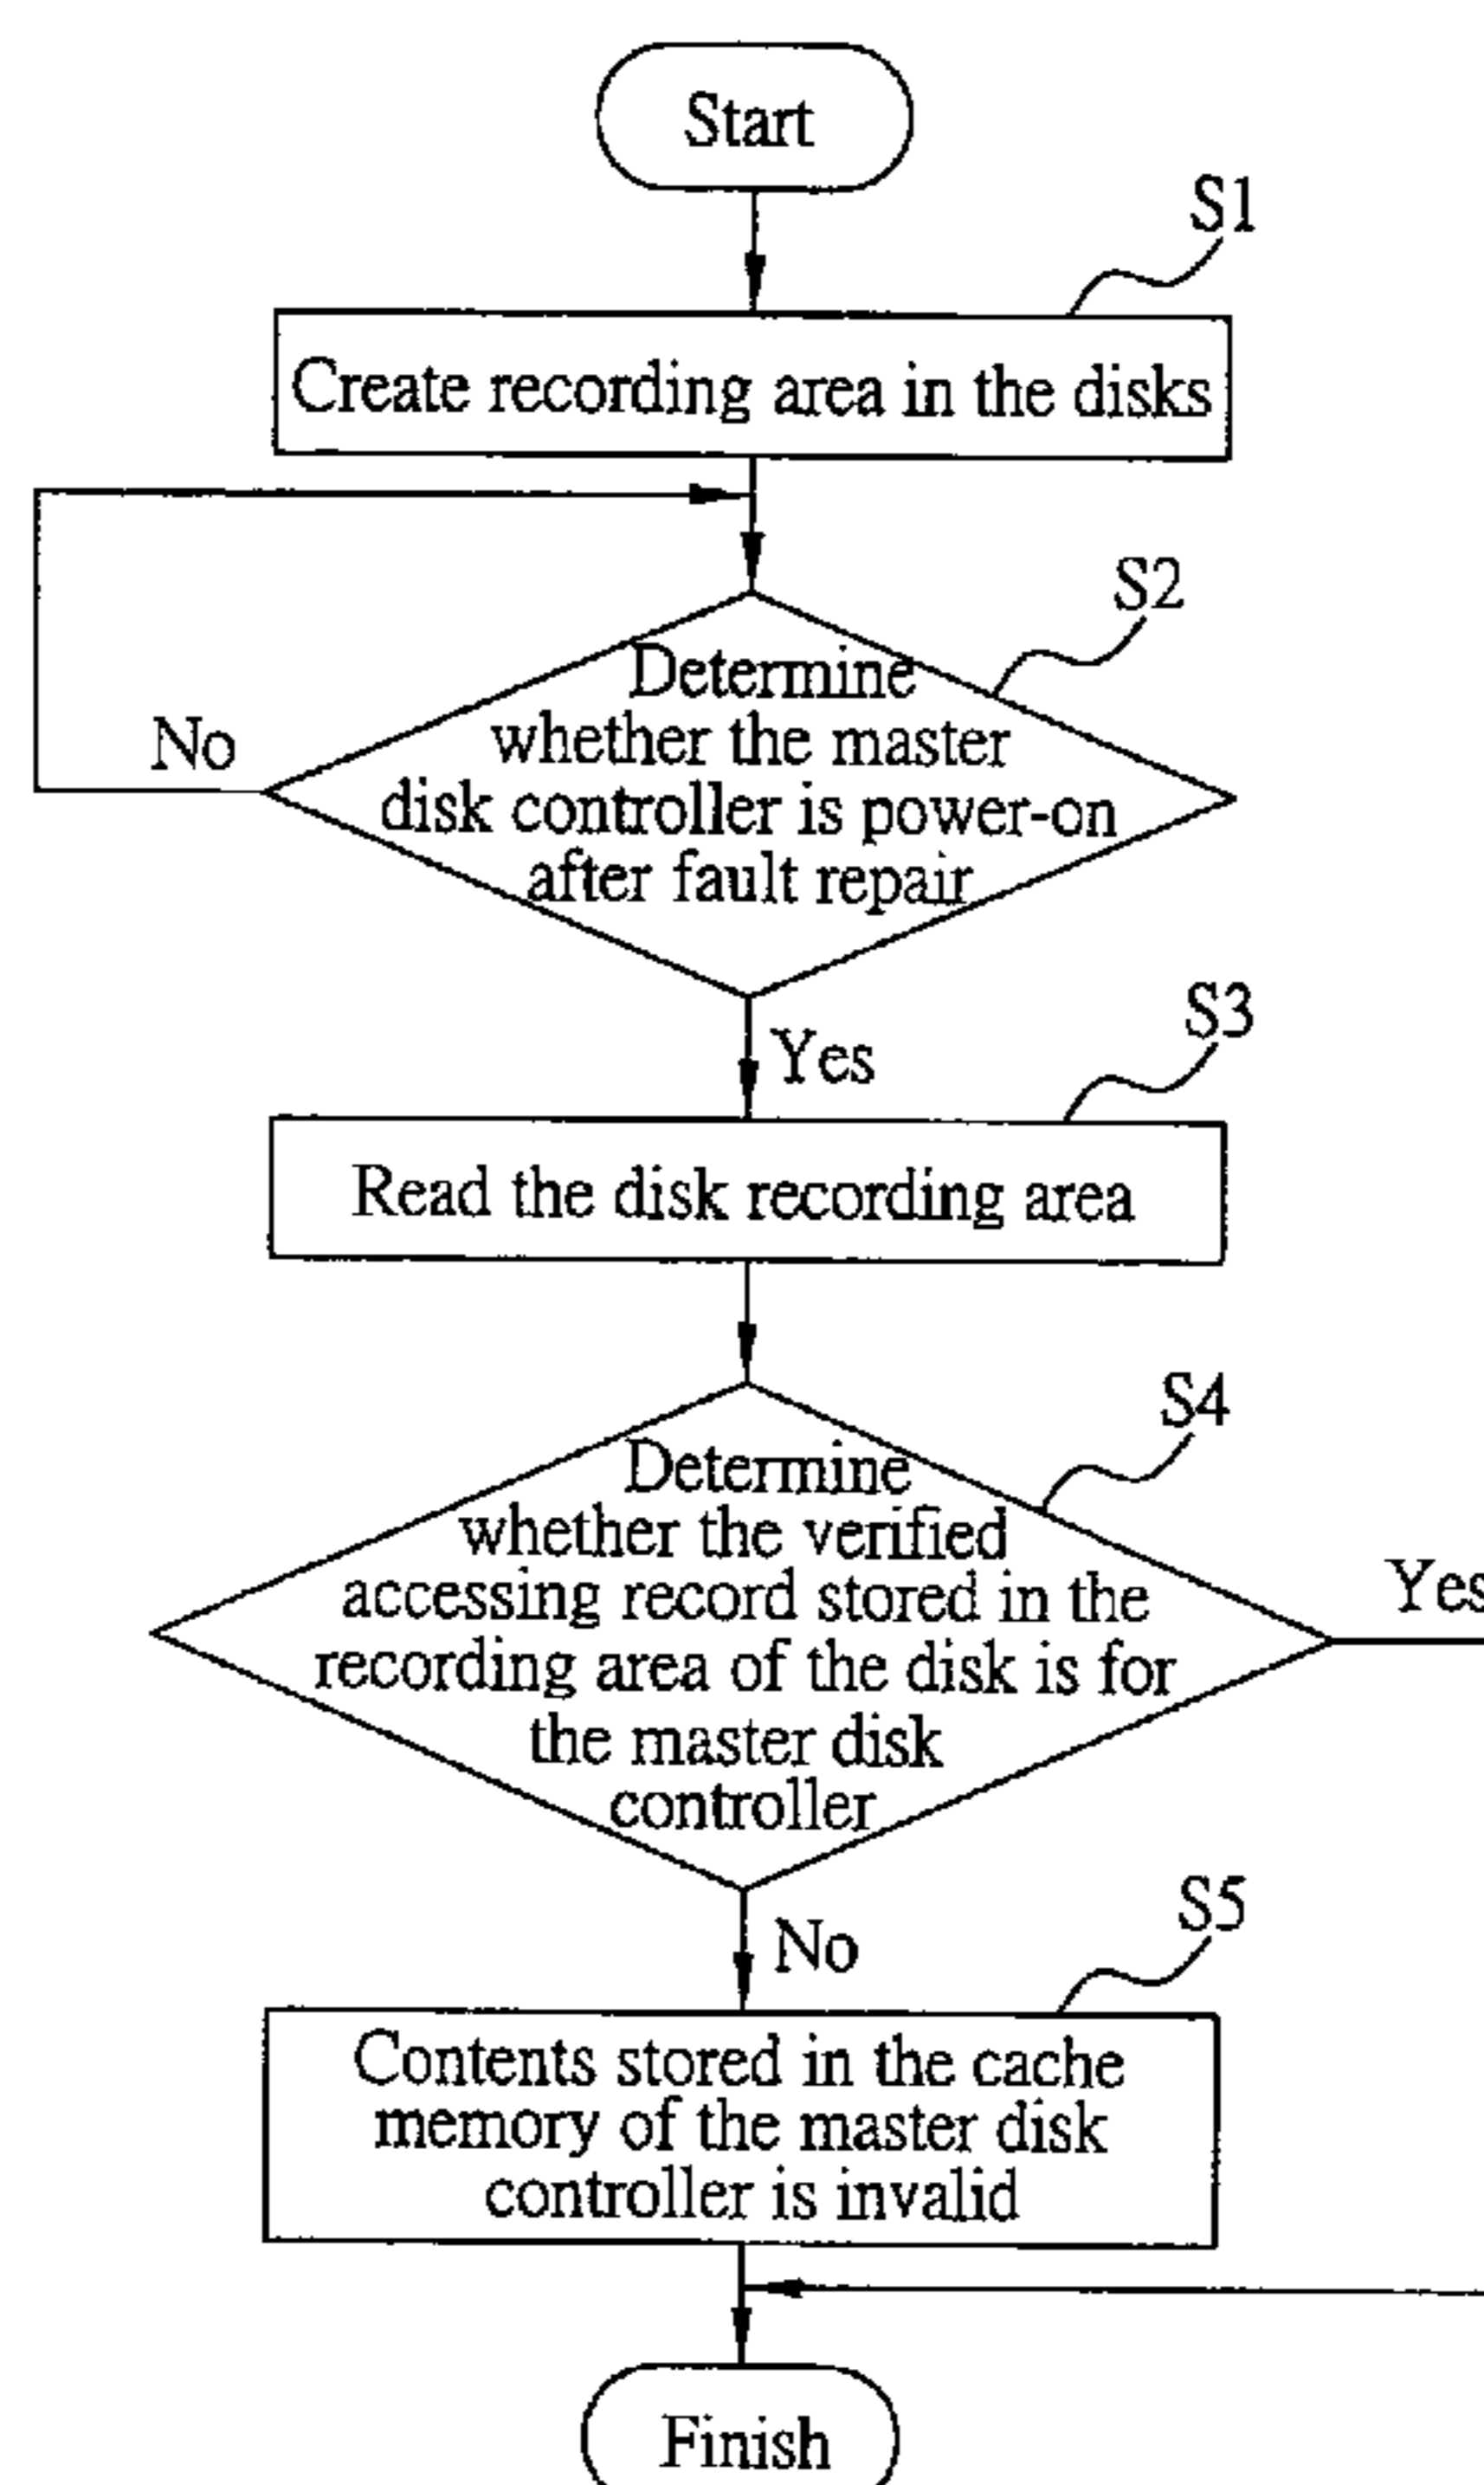 Start
S1
Create recording area in the disks
S2
Determine
whether the master
disk controller is power-on
after fault repair
No
Yes
S3
Read the disk recording area
S4
Determine
whether the verified
accessing record stored in the
recording area of the disk is for
the master disk
controller
Yes
No
S5
Contents stored in the cache
memory of the master disk
controller is invalid
Finish